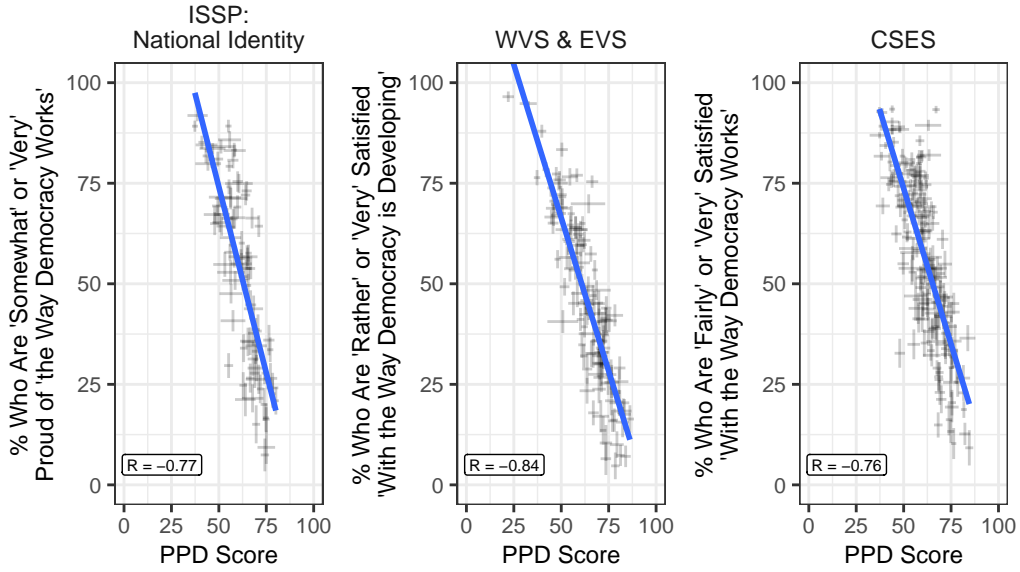 ISSP:
National Identity
% Who Are 'Somewhat' or 'Very'
Proud of 'the Way Democracy Works'
100
75
50
25
0
R = −0.77
0 25 50 75 100
PPD Score
WVS & EVS
% Who Are 'Rather' or 'Very' Satisfied
'With the Way Democracy is Developing'
100
75
50
25
0
R = −0.84
0 25 50 75 100
PPD Score
CSES
% Who Are 'Fairly' or 'Very' Satisfied
'With the Way Democracy Works'
100
75
50
25
0
R = −0.76
0 25 50 75 100
PPD Score